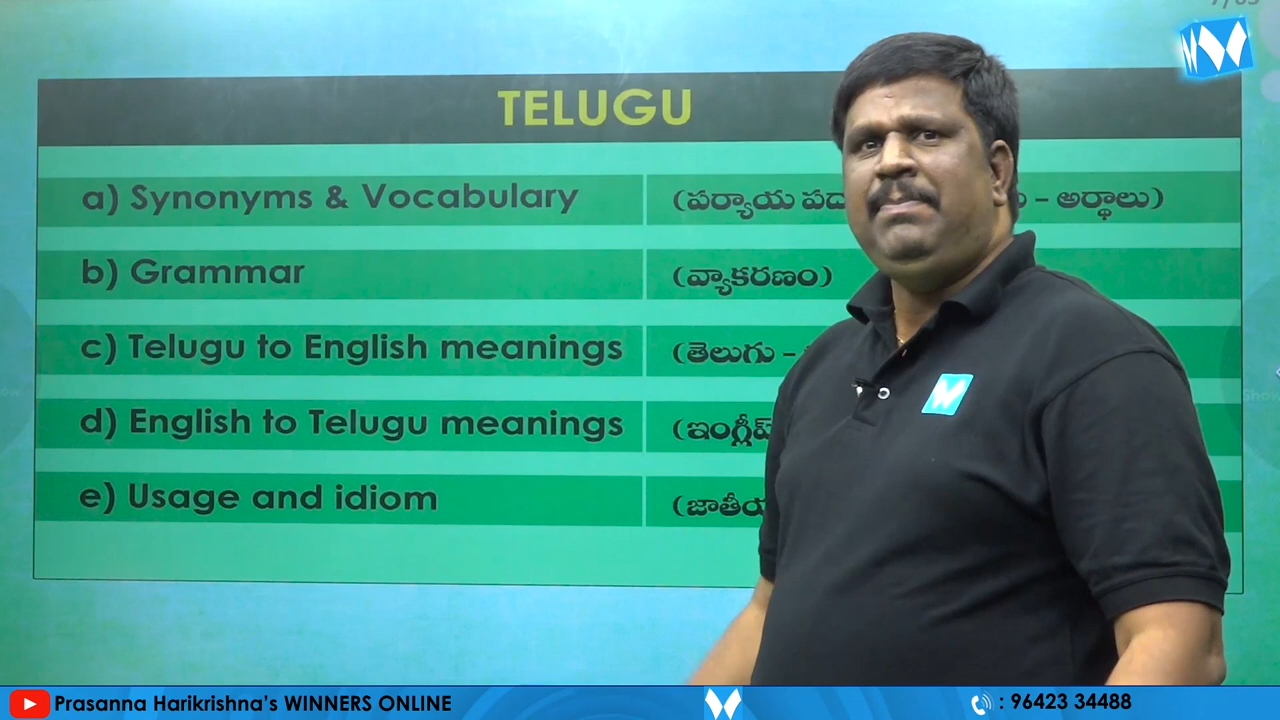 TELUGU
a) Synonyms & Vocabulary (పర్యాయ – అర్థాలు)
b) Grammar (వ్యాకరణం)
c) Telugu to English meanings (తెలుగు –
d) English to Telugu meanings (ఇంగ్లీష్
e) Usage and idiom
Prasanna Harikrishna's WINNERS ONLINE : 96423 34488